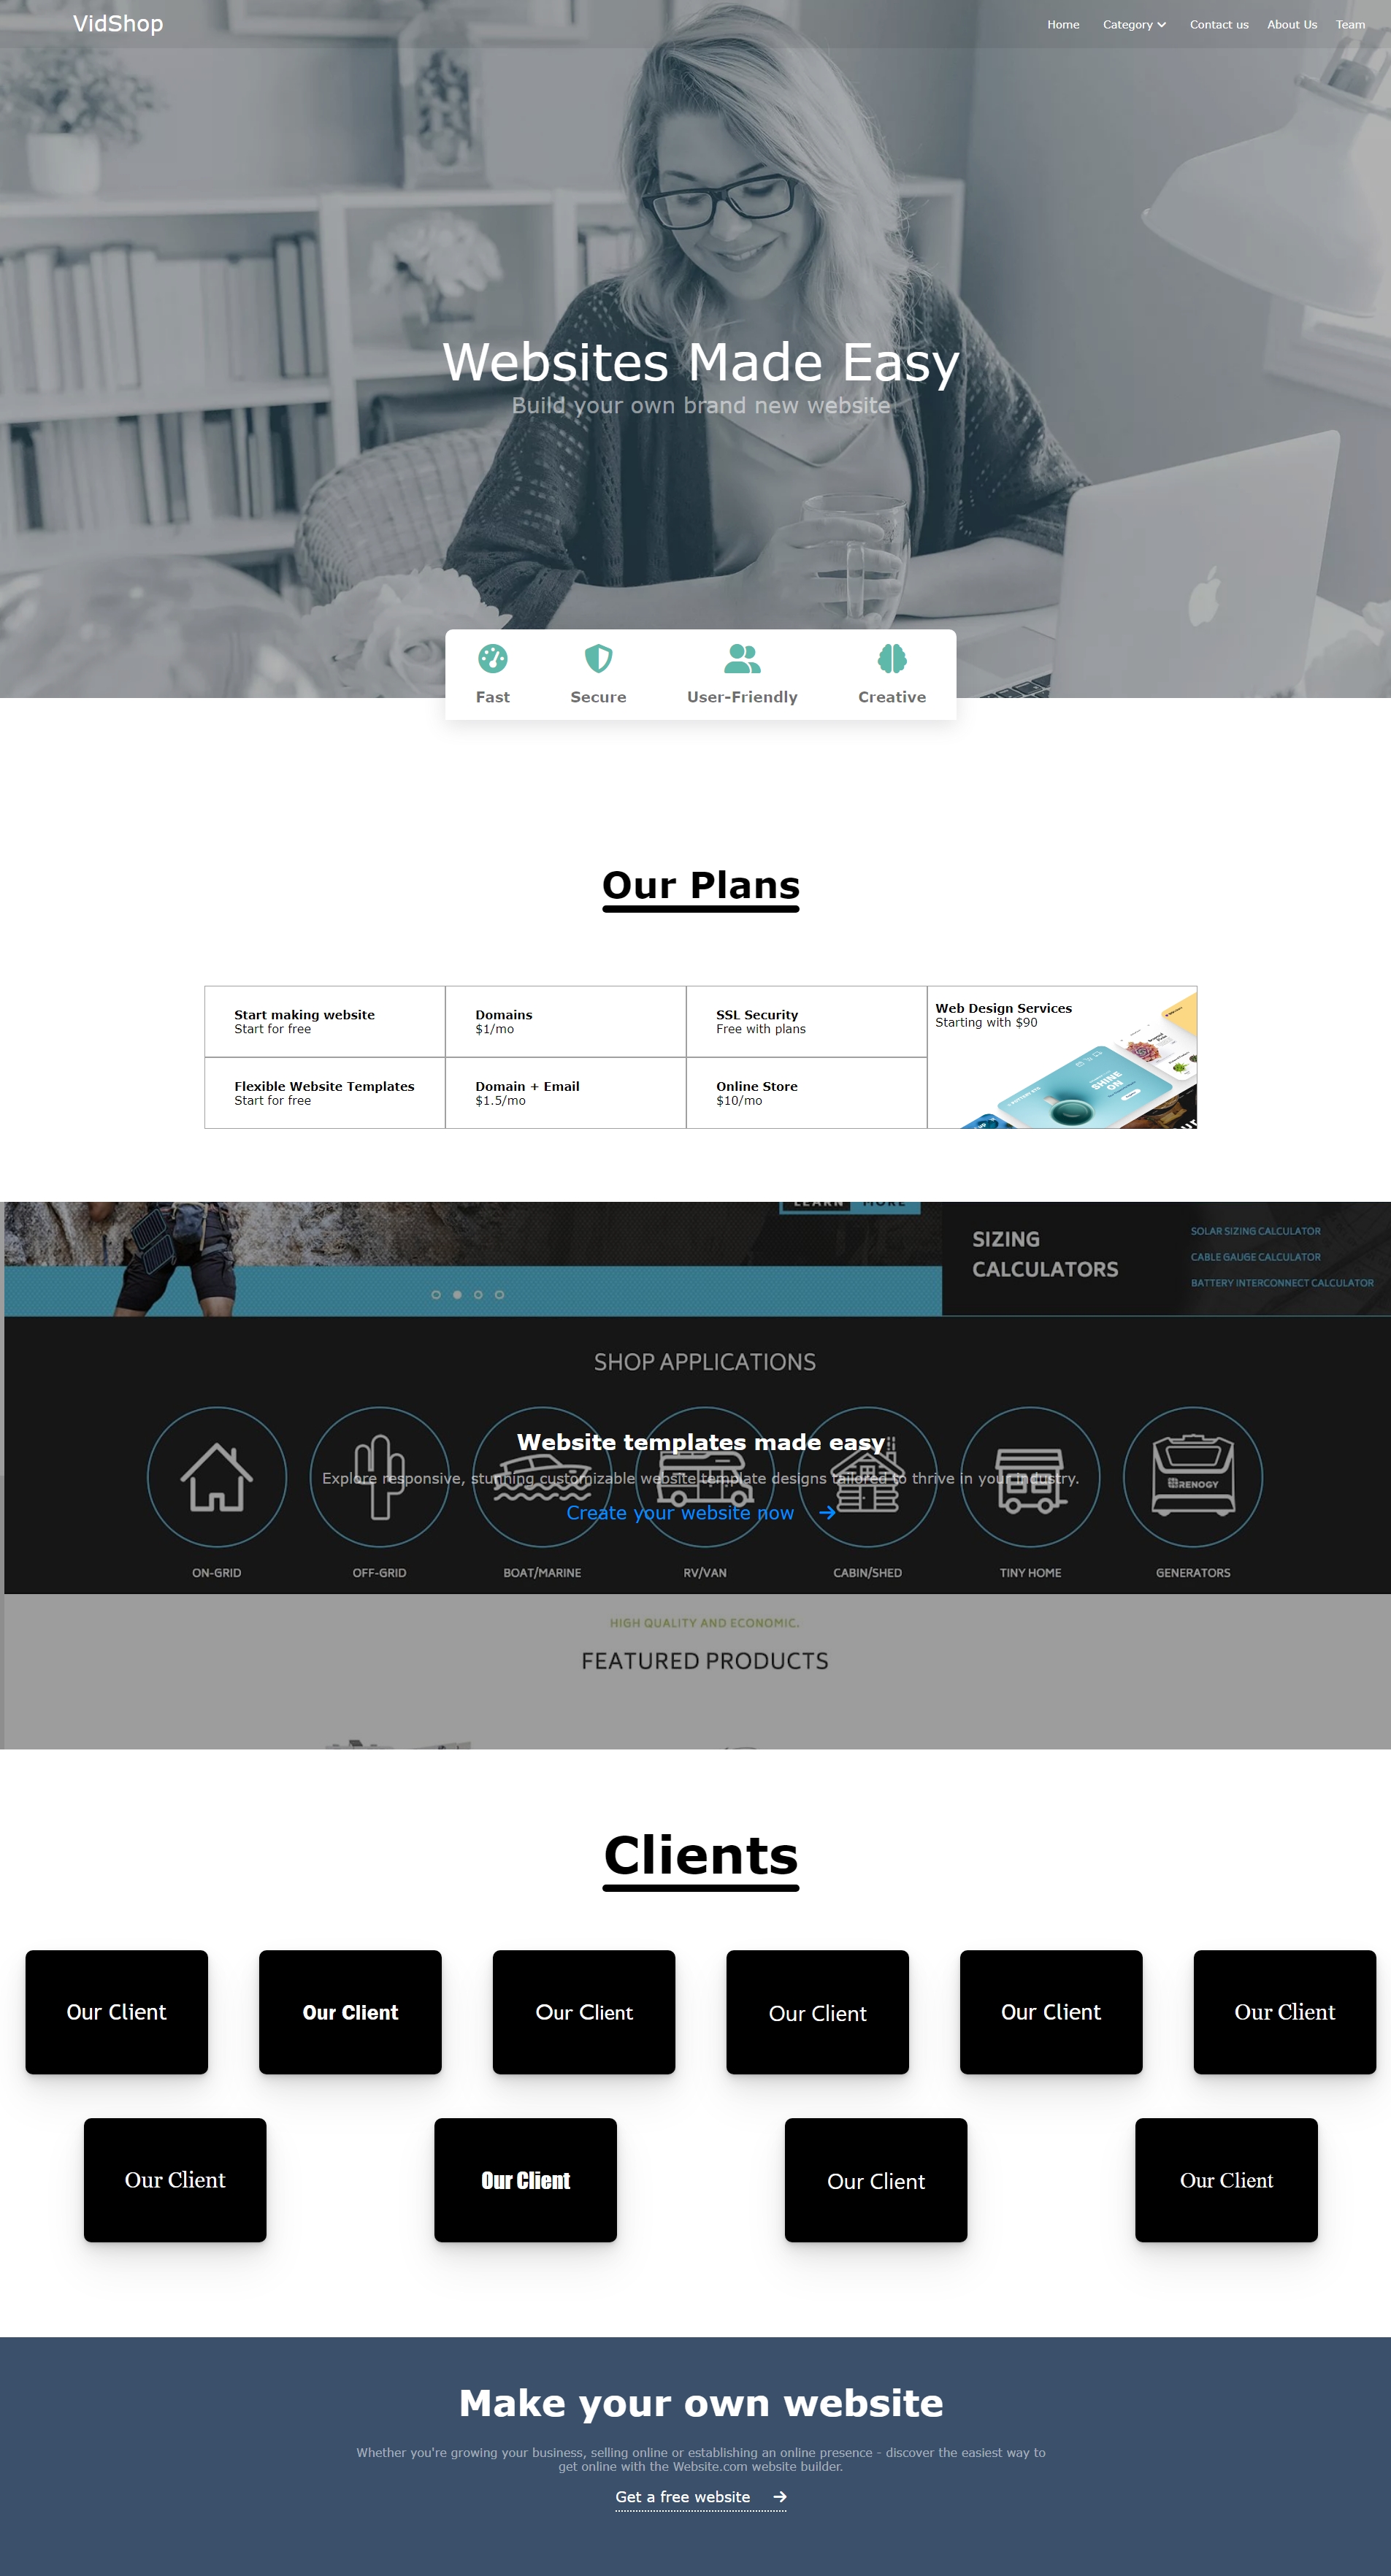 VidShop
Home Category Contact us About Us Team
Websites Made Easy
Build your own brand new website
Fast Secure User-Friendly Creative
Our Plans
Start making website
Start for free
Domains
$1/mo
SSL Security
Free with plans
Web Design Services
Starting with $90
Flexible Website Templates
Start for free
Domain + Email
$1.5/mo
Online Store
$10/mo
SHINE
ON
LEARN MORE
SIZING
CALCULATORS
SOLAR SIZING CALCULATOR
CABLE GAUGE CALCULATOR
BATTERY INTERCONNECT CALCULATOR
SHOP APPLICATIONS
Website templates made easy
Explore responsive, stunning customizable website template designs tailored to thrive in your industry.
RENOGY
Create your website now
ON-GRID OFF-GRID BOAT/MARINE RV/VAN CABIN/SHED TINY HOME GENERATORS
HIGH QUALITY AND ECONOMIC.
FEATURED PRODUCTS
Clients
Our Client Our Client Our Client Our Client Our Client Our Client
Our Client Our Client Our Client Our Client
Make your own website
Whether you're growing your business, selling online or establishing an online presence - discover the easiest way to
get online with the Website.com website builder.
Get a free website